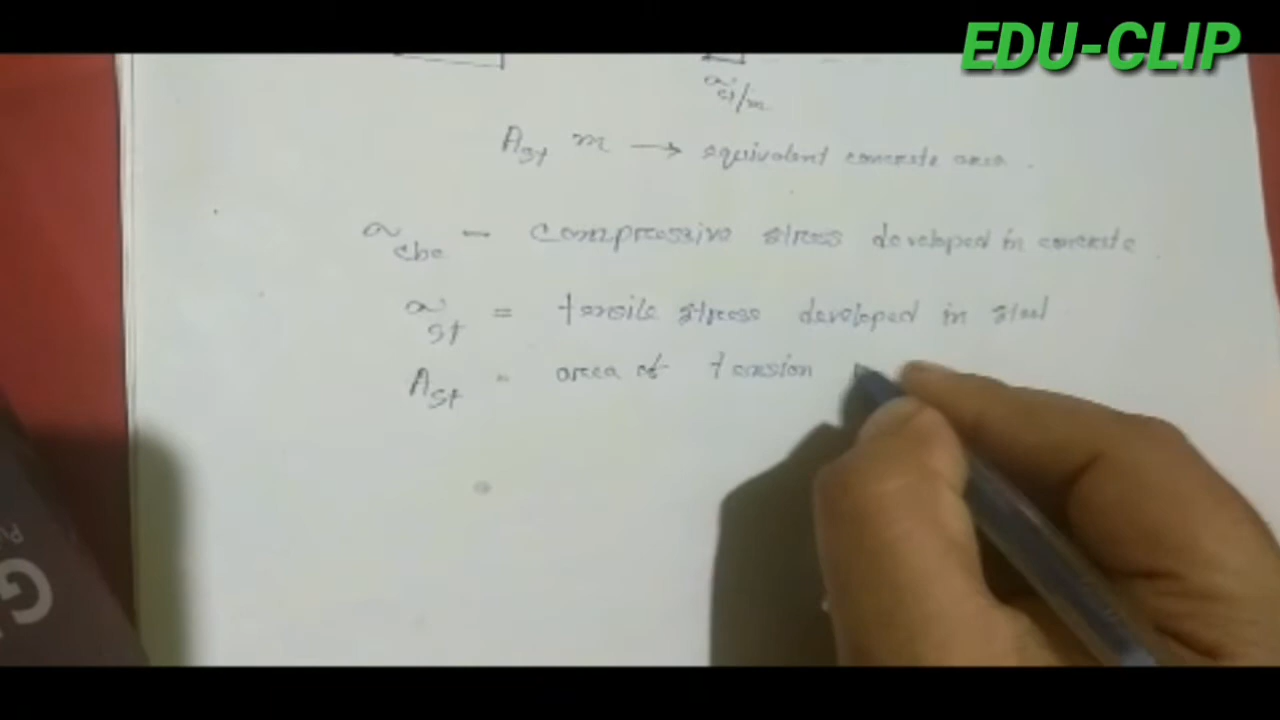 EDU-CLIP
σst/m
Ast m → equivalent concrete area.
σcbc - compressive stress developed in concrete
σst = tensile stress developed in steel
Ast - area of tension
G